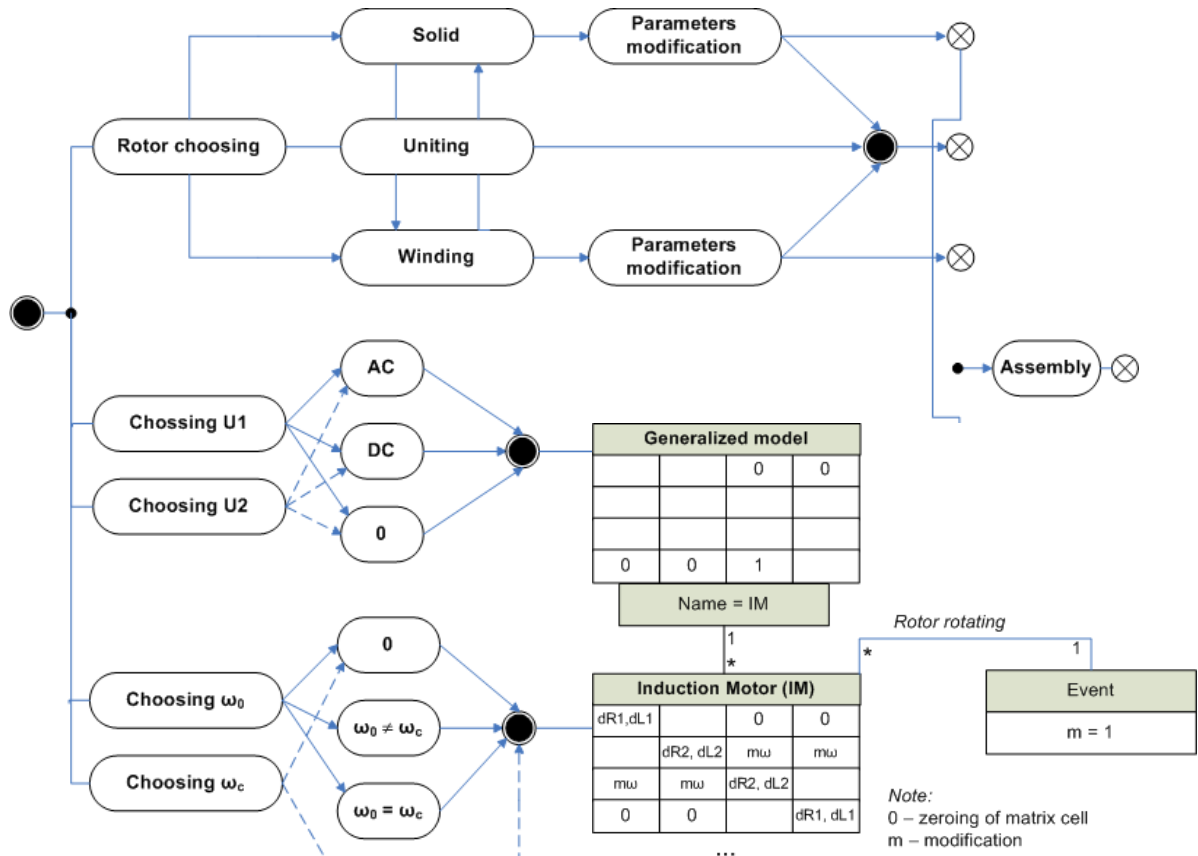 Solid
Parameters
modification
Rotor choosing
Uniting
Winding
Parameters
modification
Assembly
AC
Chossing U1
DC
Choosing U2
0
Generalized model
0 0
0 0 1
Name = IM
1
*
Rotor rotating
* 1
0
Choosing ω₀
ω₀ ≠ ω_c
Choosing ω_c
ω₀ = ω_c
Induction Motor (IM)
dR1,dL1 0 0
dR2, dL2 mω mω
mω mω dR2, dL2
0 0 dR1, dL1
...
Event
m = 1
Note:
0 – zeroing of matrix cell
m – modification